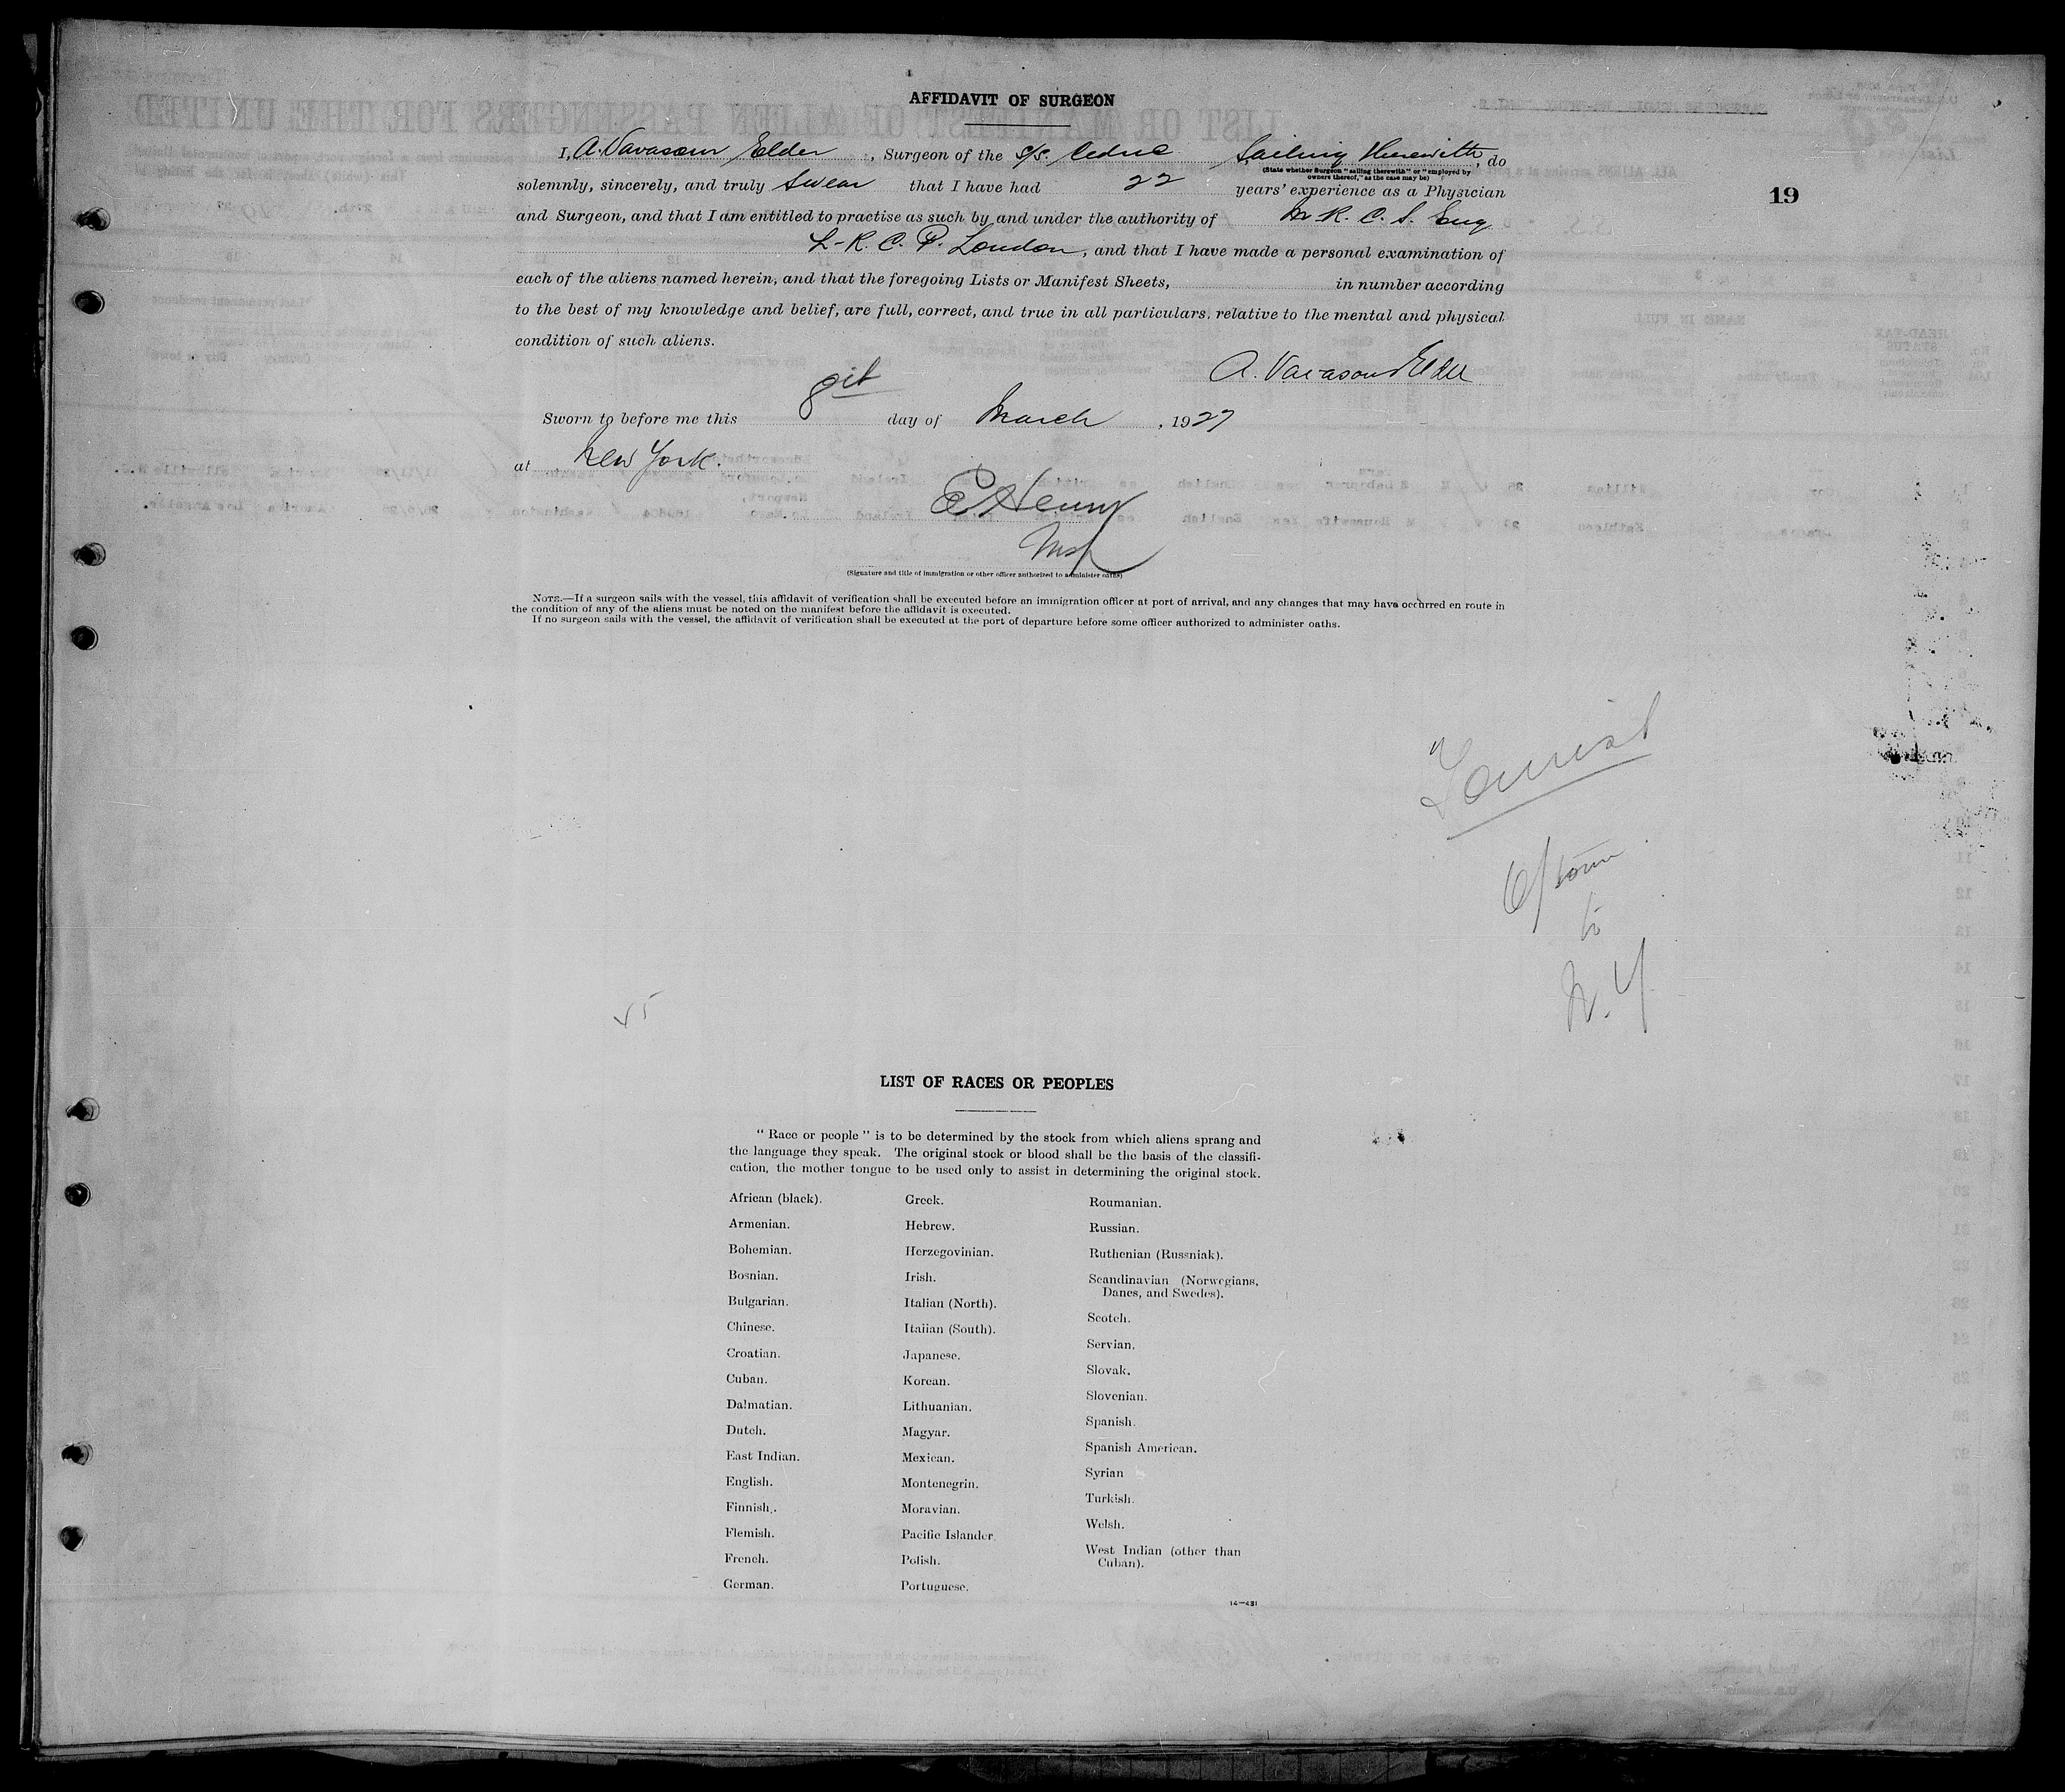 AFFIDAVIT OF SURGEON
I, A. Vavasour Elder, Surgeon of the S/S. Cedric Sailing Herewith, do
(State whether Surgeon "sailing therewith" or "employed by
owners thereof," as the case may be)
solemnly, sincerely, and truly Swear that I have had 22 years' experience as a Physician
19
and Surgeon, and that I am entitled to practise as such by and under the authority of M. R. C. S. Eng
L. R. C. P. London, and that I have made a personal examination of
each of the aliens named herein, and that the foregoing Lists or Manifest Sheets, in number according
to the best of my knowledge and belief, are full, correct, and true in all particulars, relative to the mental and physical
condition of such aliens.
A. Vavasour Elder
Sworn to before me this 8 day of March, 1927
at New York.
Henry
Insp
(Signature and title of immigration or other officer authorized to administer oaths)
NOTE.—If a surgeon sails with the vessel, this affidavit of verification shall be executed before an immigration officer at port of arrival, and any changes that may have occurred en route in
the condition of any of the aliens must be noted on the manifest before the affidavit is executed.
If no surgeon sails with the vessel, the affidavit of verification shall be executed at the port of departure before some officer authorized to administer oaths.
Tourist
Q/town
to
N.Y.
LIST OF RACES OR PEOPLES
"Race or people" is to be determined by the stock from which aliens sprang and
the language they speak. The original stock or blood shall be the basis of the classifi-
cation, the mother tongue to be used only to assist in determining the original stock.
African (black).
Armenian.
Bohemian.
Bosnian.
Bulgarian.
Chinese.
Croatian.
Cuban.
Dalmatian.
Dutch.
East Indian.
English.
Finnish.
Flemish.
French.
German.
Greek.
Hebrew.
Herzegovinian.
Irish.
Italian (North).
Italian (South).
Japanese.
Korean.
Lithuanian.
Magyar.
Mexican.
Montenegrin.
Moravian.
Pacific Islander.
Polish.
Portuguese.
Roumanian.
Russian.
Ruthenian (Russniak).
Scandinavian (Norwegians,
Danes, and Swedes).
Scotch.
Servian.
Slovak.
Slovenian.
Spanish.
Spanish American.
Syrian
Turkish.
Welsh.
West Indian (other than
Cuban).
14—431